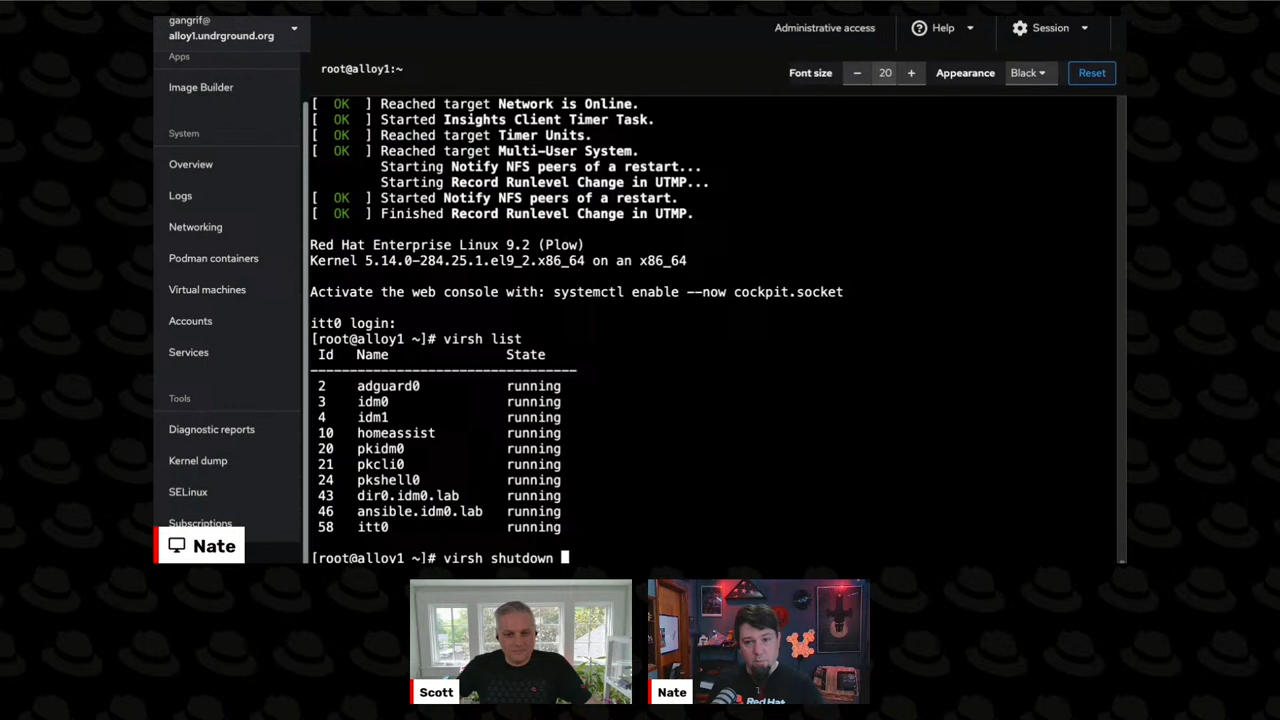 gangrif@
alloy1.undrground.org
Administrative access
Help
Session
Apps
root@alloy1:~
Font size
20
Appearance
Black
Reset
Image Builder
System
Overview
Logs
Networking
Podman containers
Virtual machines
Accounts
Services
Tools
Diagnostic reports
Kernel dump
SELinux
Subscriptions
[ OK ] Reached target Network is Online.
[ OK ] Started Insights Client Timer Task.
[ OK ] Reached target Timer Units.
[ OK ] Reached target Multi-User System.
Starting Notify NFS peers of a restart...
Starting Record Runlevel Change in UTMP...
[ OK ] Started Notify NFS peers of a restart.
[ OK ] Finished Record Runlevel Change in UTMP.
Red Hat Enterprise Linux 9.2 (Plow)
Kernel 5.14.0-284.25.1.el9_2.x86_64 on an x86_64
Activate the web console with: systemctl enable --now cockpit.socket
itt0 login:
[root@alloy1 ~]# virsh list
Id Name State
2 adguard0 running
3 idm0 running
4 idm1 running
10 homeassist running
20 pkidm0 running
21 pkcli0 running
24 pkshell0 running
43 dir0.idm0.lab running
46 ansible.idm0.lab running
58 itt0 running
[root@alloy1 ~]# virsh shutdown
Nate
Scott
Nate
Red Hat